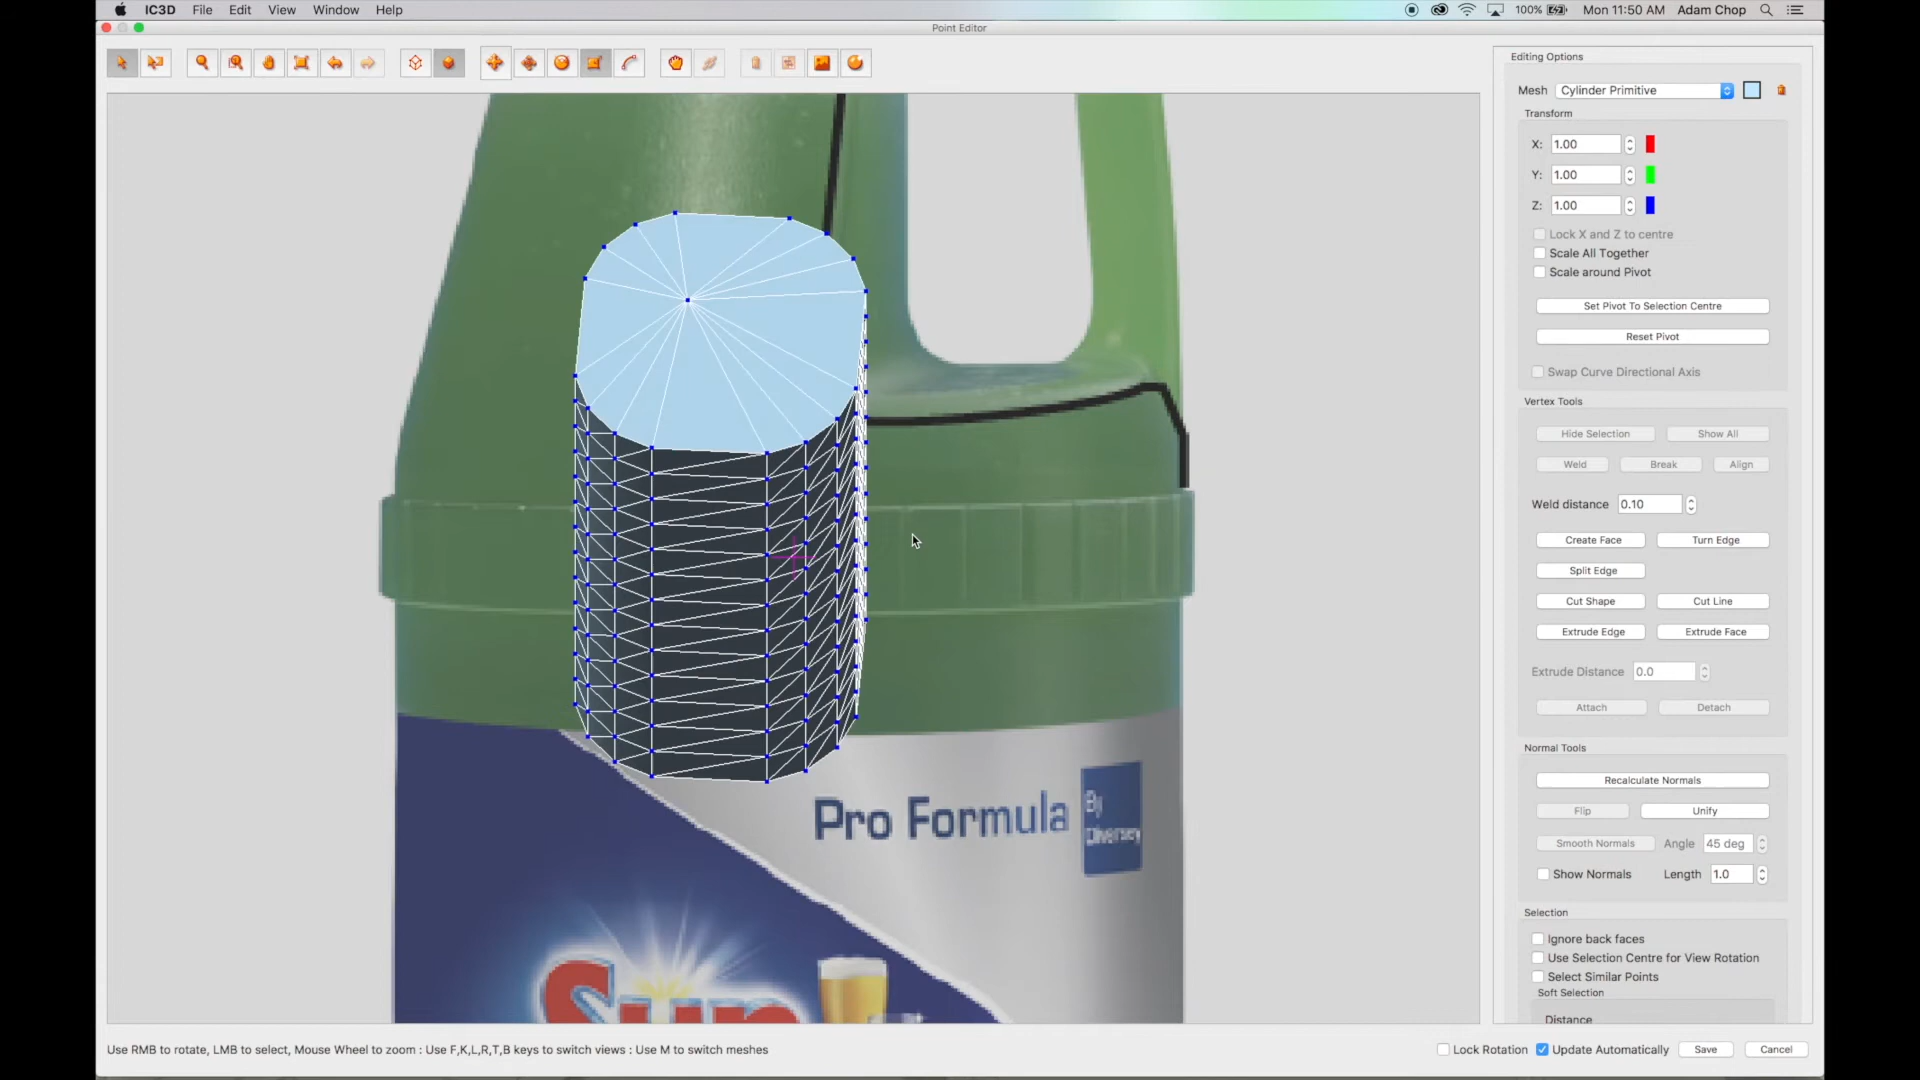 IC3D File Edit View Window Help 100% Mon 11:50 AM Adam Chop
Point Editor
Editing Options
Mesh Cylinder Primitive
Transform
X: 1.00
Y: 1.00
Z: 1.00
Lock X and Z to centre
Scale All Together
Scale around Pivot
Set Pivot To Selection Centre
Reset Pivot
Swap Curve Directional Axis
Vertex Tools
Hide Selection Show All
Weld Break Align
Weld distance 0.10
Create Face Turn Edge
Split Edge
Cut Shape Cut Line
Extrude Edge Extrude Face
Extrude Distance 0.0
Attach Detach
Normal Tools
Recalculate Normals
Flip Unify
Smooth Normals Angle 45 deg
Show Normals Length 1.0
Selection
Ignore back faces
Use Selection Centre for View Rotation
Select Similar Points
Soft Selection
Distance
Pro Formula
By
Diversey
Sun
Use RMB to rotate, LMB to select, Mouse Wheel to zoom : Use F,K,L,R,T,B keys to switch views : Use M to switch meshes
Lock Rotation Update Automatically Save Cancel